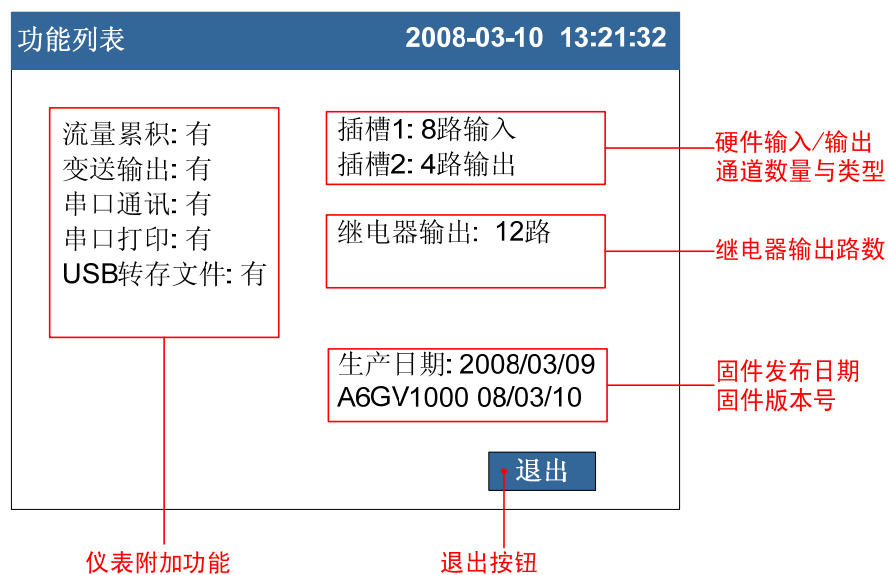 功能列表
2008-03-10 13:21:32
流量累积: 有
变送输出: 有
串口通讯: 有
串口打印: 有
USB转存文件: 有
插槽1: 8路输入
插槽2: 4路输出
继电器输出: 12路
生产日期: 2008/03/09
A6GV1000 08/03/10
退出
硬件输入/输出
通道数量与类型
继电器输出路数
固件发布日期
固件版本号
仪表附加功能
退出按钮